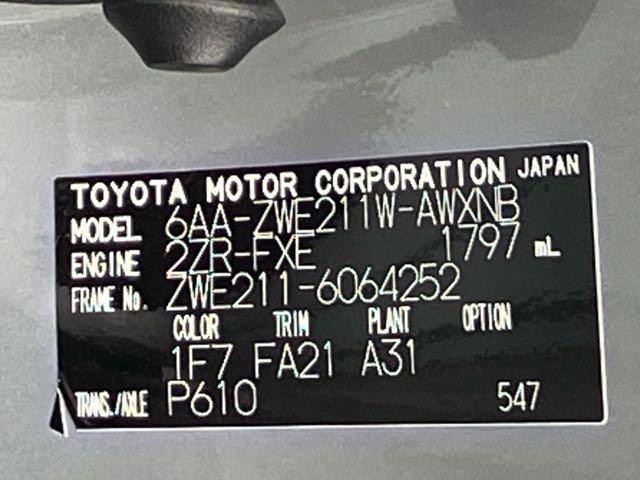 TOYOTA MOTOR CORPORATION JAPAN
MODEL 6AA-ZWE211W-AWXNB
ENGINE 2ZR-FXE 1797 mL
FRAME No. ZWE211-6064252
COLOR TRIM PLANT OPTION
1F7 FA21 A31
TRANS./AXLE P610 547